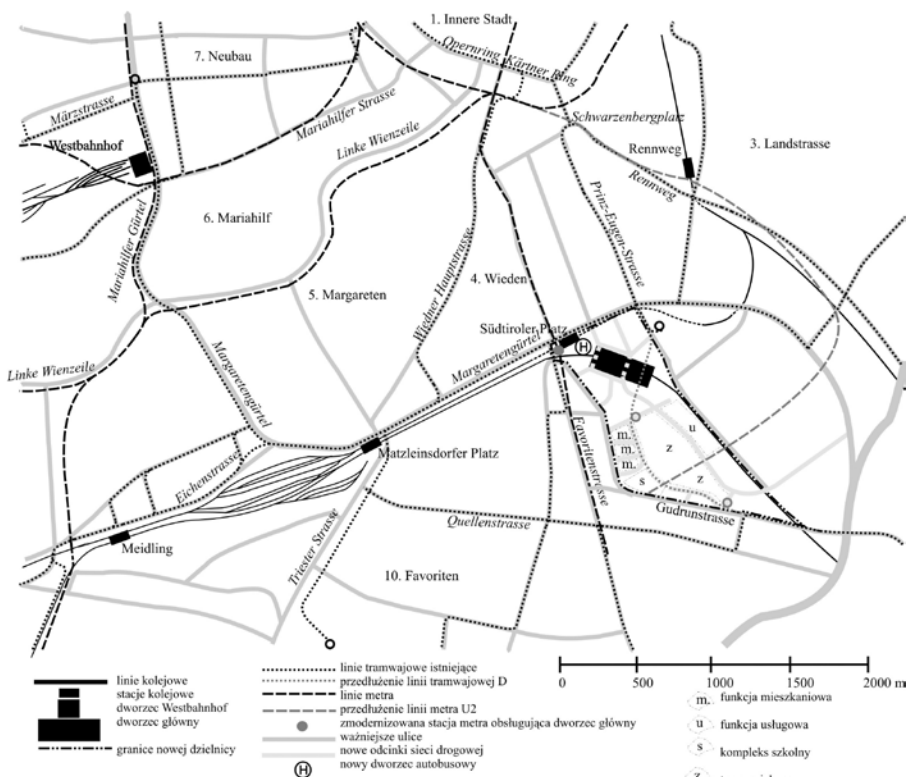 1. Innere Stadt
7. Neubau
Opernring
Kärtner Ring
Märzstrasse
Mariahilfer Strasse
Schwarzenbergplatz
Westbahnhof
Linke Wienzeile
Rennweg
3. Landstrasse
Rennweg
Prinz-Eugen-Strasse
6. Mariahilf
Mariahilfer Gürtel
Wiedner Hauptstrasse
4. Wieden
5. Margareten
Südtiroler Platz
H
Margaretengürtel
Linke Wienzeile
Margaretengürtel
u
m.
m.
m.
z
s
z
Favoritenstrasse
Matzleinsdorfer Platz
Eichenstrasse
Gudrunstrasse
Quellenstrasse
Meidling
Triester Strasse
10. Favoriten
linie kolejowe
stacje kolejowe
dworzec Westbahnhof
dworzec główny
granice nowej dzielnicy
linie tramwajowe istniejące
przedłużenie linii tramwajowej D
linie metra
przedłużenie linii metra U2
zmodernizowana stacja metra obsługująca dworzec główny
ważniejsze ulice
nowe odcinki sieci drogowej
H nowy dworzec autobusowy
0 500 1000 1500 2000 m
m. funkcja mieszkaniowa
u funkcja usługowa
s kompleks szkolny
z